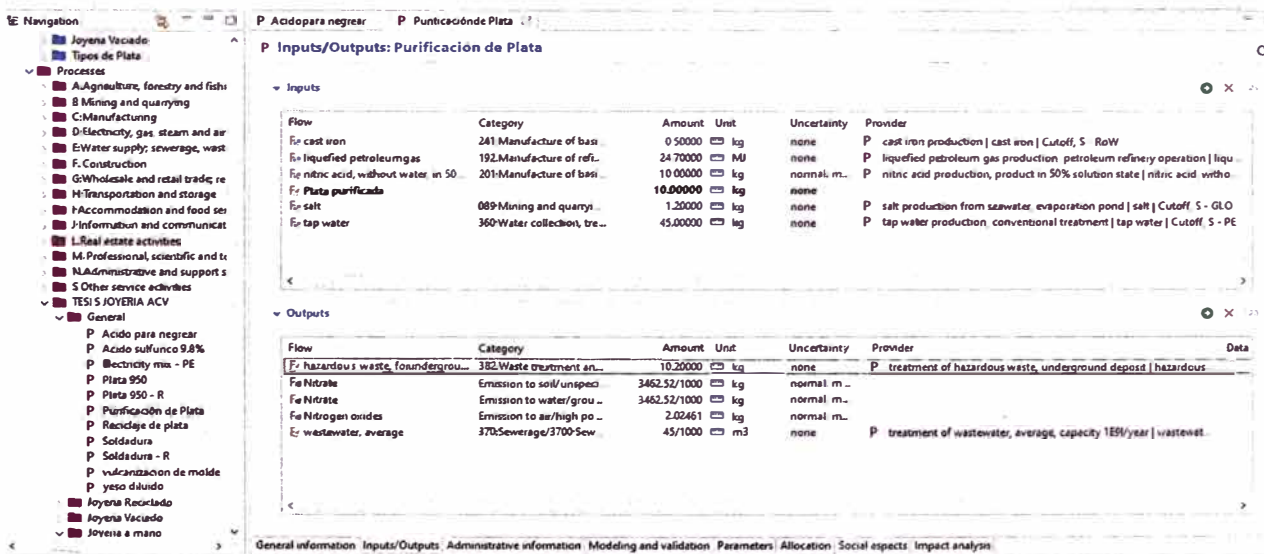 Navigation
Joyena Vaciado
Tipos de Plata
Processes
A:Agneulture, forestry and fishi
B Mining and quarrying
C:Manufacturing
D:Electncity, gas, steam and air
E:Water supply; sewerage, wast
F. Construction
G:Wholesale and retail trade; re
H:Transportation and storage
I:Accommodation and food ser
J:Information and communicat
L:Real estate activities
M. Professional, scientific and te
N.Administrative and support s
S Other service activities
TESIS JOYERIA ACV
General
P Acido para negrear
P Acido sulfunco 9.8%
P Electricity mix - PE
P Plata 950
P Plata 950 - R
P Purificación de Plata
P Reciclaje de plata
P Soldadura
P Soldadura - R
P vulcanizacion de molde
P yeso diluido
Joyena Reciclado
Joyena Vaciado
Joyena a mano
P Acido para negrear P Punticación de Plata
P Inputs/Outputs: Purificación de Plata
Inputs
Flow Category Amount Unit Uncertainty Provider
cast iron 241 Manufacture of basi 0 50000 kg none P cast iron production | cast iron | Cutoff, S - RoW
liquefied petroleum gas 192.Manufacture of refi... 24 70000 MJ none P liquefied petroleum gas production petroleum refinery operation | liqu
nitric acid, without water, in 50 201:Manufacture of basi 10 00000 kg normal. m... P nitric acid production, product in 50% solution state | nitric acid witho
Plata purificada 10.00000 kg none
salt 089:Mining and quarryi 1.20000 kg none P salt production from seawater, evaporation pond | salt | Cutoff, S - GLO
tap water 360:Water collection, tre... 45.00000 kg none P tap water production, conventional treatment | tap water | Cutoff, S - PE
Outputs
Flow Category Amount Unit Uncertainty Provider Data
hazardous waste, forundergrou... 382:Waste treatment an... 10.20000 kg none P treatment of hazardous waste, underground deposit | hazardous
Nitrate Emission to soil/unspeci 3462.52/1000 kg normal. m...
Nitrate Emission to water/grou 3462.52/1000 kg normal. m...
Nitrogen oxides Emission to air/high po 2.02461 kg normal. m...
wastewater, average 370:Sewerage/3700:Sew 45/1000 m3 none P treatment of wastewater, average, capacity 1E9l/year | wastewat
General information Inputs/Outputs Administrative information Modeling and validation Parameters Allocation Social aspects Impact analysis